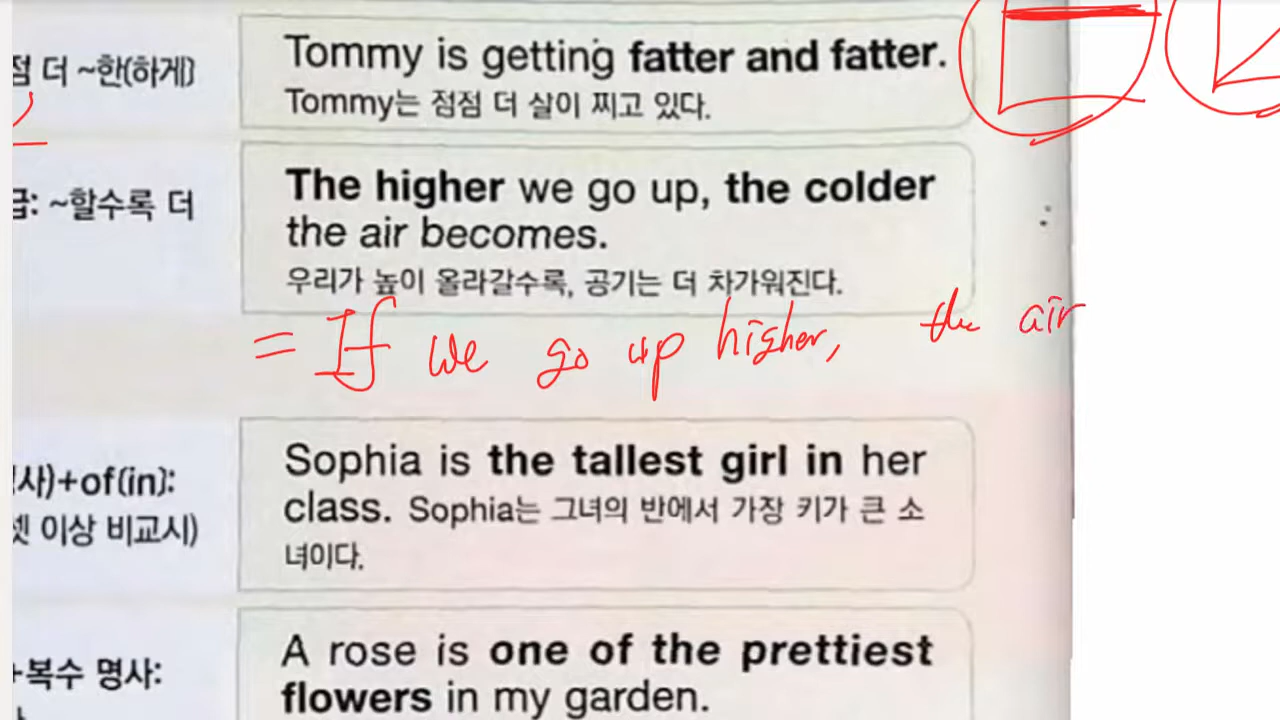 점 더 ~한(하게)
Tommy is getting fatter and fatter.
Tommy는 점점 더 살이 찌고 있다.
급: ~할수록 더
The higher we go up, the colder
the air becomes.
우리가 높이 올라갈수록, 공기는 더 차가워진다.
= If we go up higher, the air
사)+of(in):
셋 이상 비교시)
Sophia is the tallest girl in her
class. Sophia는 그녀의 반에서 가장 키가 큰 소
녀이다.
+복수 명사:
A rose is one of the prettiest
flowers in my garden.